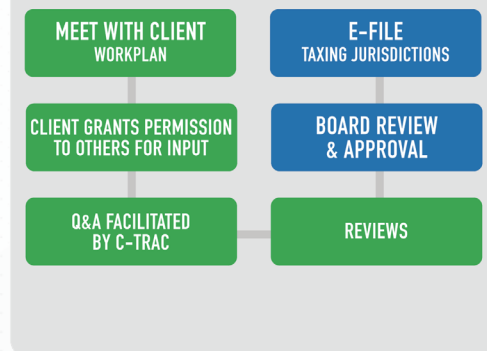 MEET WITH CLIENT
WORKPLAN
CLIENT GRANTS PERMISSION
TO OTHERS FOR INPUT
Q&A FACILITATED
BY C-TRAC
REVIEWS
BOARD REVIEW
& APPROVAL
E-FILE
TAXING JURISDICTIONS